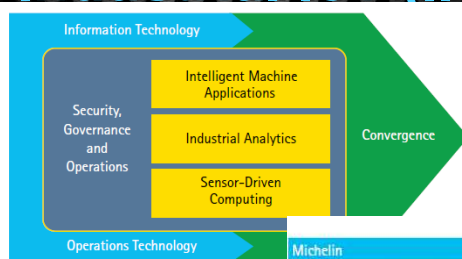 Information Technology
Intelligent Machine
Applications
Security,
Governance
and
Operations
Industrial Analytics
Convergence
Sensor-Driven
Computing
Operations Technology
Michelin